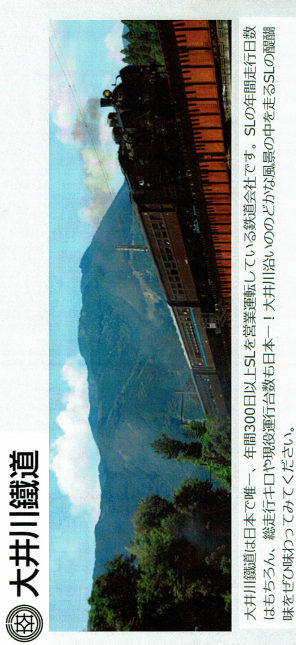 大井川鐵道
大井川鐵道は日本で唯一、年間300日以上SLを営業運転している鉄道会社です。SLの年間走行日数
はもちろん、総走行キロや現役運行台数も日本一！大井川沿いののどかな風景の中を走るSLの醍醐
味をぜひ味わってみてください。